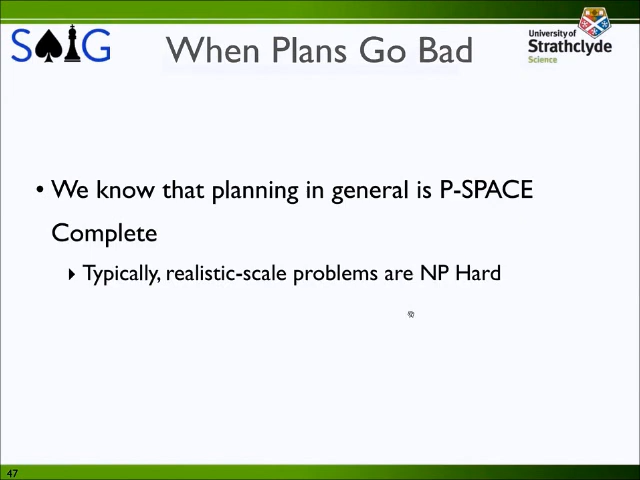 S♠IG
When Plans Go Bad
University of
Strathclyde
Science
• We know that planning in general is P-SPACE
Complete
Typically, realistic-scale problems are NP Hard
47